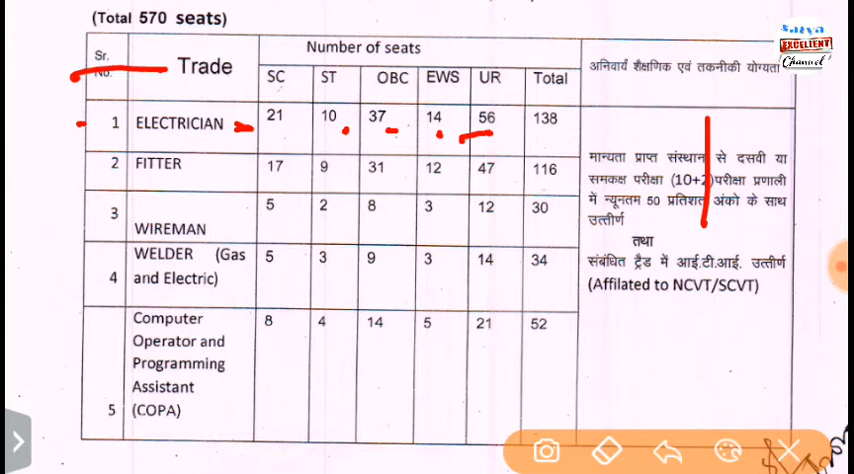 (Total 570 seats)
Satya
EXCELLENT
Channel
Sr. No. Trade Number of seats अनिवार्य शैक्षणिक एवं तकनीकी योग्यता
SC ST OBC EWS UR Total
1 ELECTRICIAN 21 10 37 14 56 138
2 FITTER 17 9 31 12 47 116
3 WIREMAN 5 2 8 3 12 30
4 WELDER (Gas 5 3 9 3 14 34
and Electric)
Computer 8 4 14 5 21 52
Operator and
Programming
Assistant
5 (COPA)
मान्यता प्राप्त संस्थान से दसवी या
समकक्ष परीक्षा (10+2)परीक्षा प्रणाली
में न्यूनतम 50 प्रतिशत अंको के साथ
उत्तीर्ण
तथा
संबंधित ट्रैड में आई.टी.आई. उत्तीर्ण
(Affilated to NCVT/SCVT)